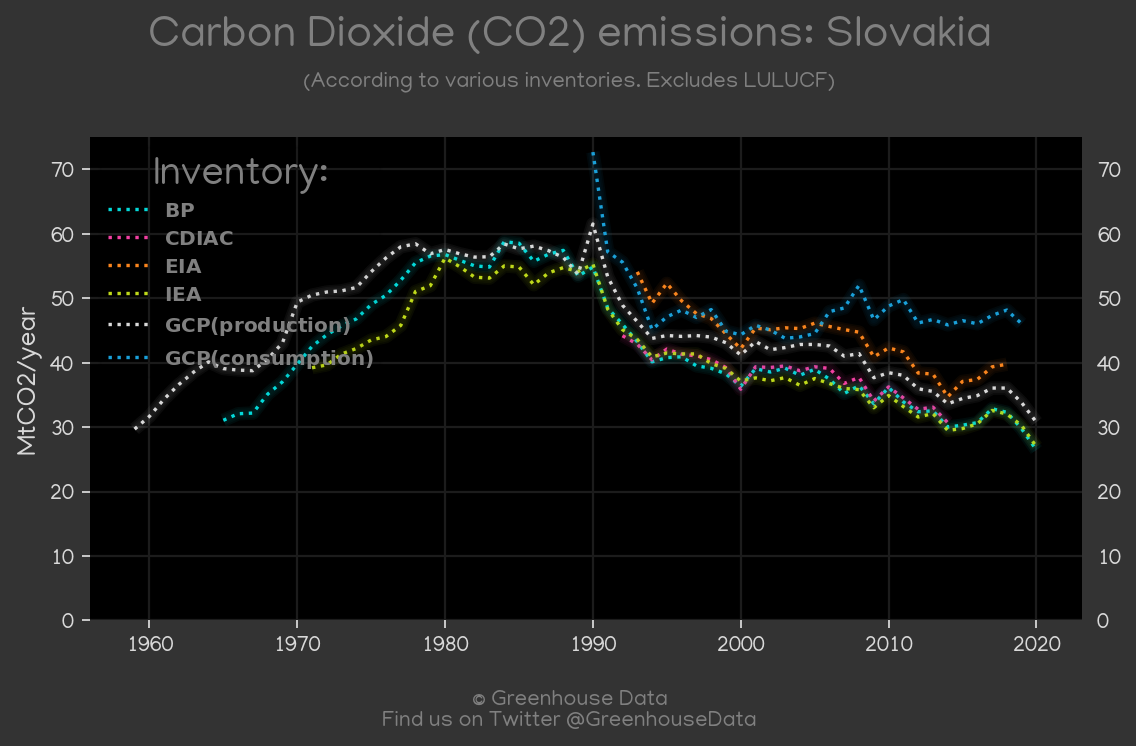 Carbon Dioxide (CO2) emissions: Slovakia
(According to various inventories. Excludes LULUCF)
MtCO2/year
70
60
50
40
30
20
10
0
Inventory:
BP
CDIAC
EIA
IEA
GCP(production)
GCP(consumption)
70
60
50
40
30
20
10
0
1960 1970 1980 1990 2000 2010 2020
© Greenhouse Data
Find us on Twitter @GreenhouseData